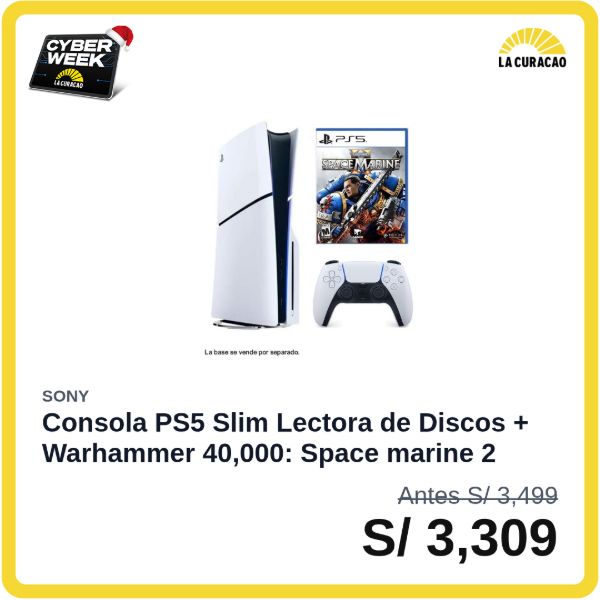 CYBER
WEEK
LA CURACAO
LA CURACAO
PS5
SPACE MARINE
La base se vende por separado.
SONY
Consola PS5 Slim Lectora de Discos +
Warhammer 40,000: Space marine 2
Antes S/ 3,499
S/ 3,309